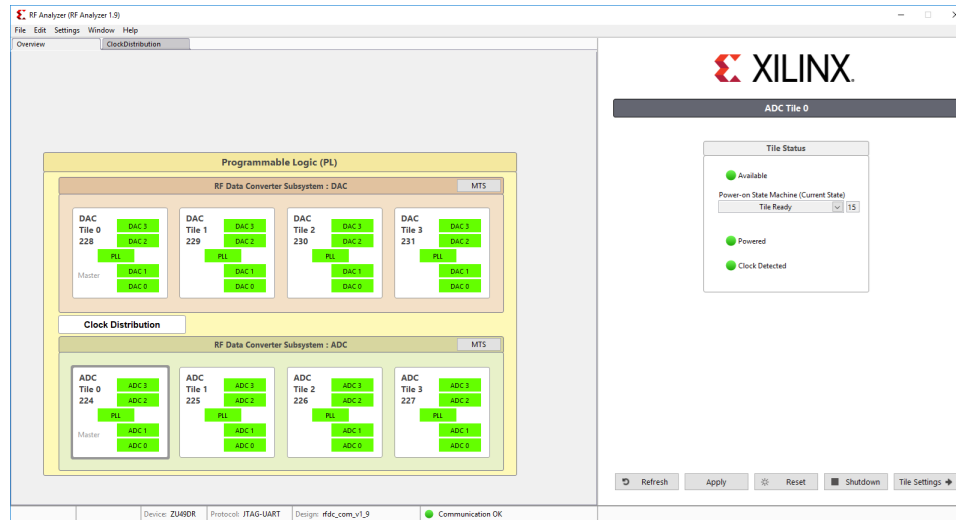 RF Analyzer (RF Analyzer 1.9)
File Edit Settings Window Help
Overview ClockDistribution
XILINX.
ADC Tile 0
Tile Status
Available
Power-on State Machine (Current State)
Tile Ready 15
Powered
Clock Detected
Programmable Logic (PL)
RF Data Converter Subsystem : DAC MTS
DAC Tile 0 228
DAC 3
DAC 2
PLL
Master
DAC 1
DAC 0
DAC Tile 1 229
DAC 3
DAC 2
PLL
DAC 1
DAC 0
DAC Tile 2 230
DAC 3
DAC 2
PLL
DAC 1
DAC 0
DAC Tile 3 231
DAC 3
DAC 2
PLL
DAC 1
DAC 0
Clock Distribution
RF Data Converter Subsystem : ADC MTS
ADC Tile 0 224
ADC 3
ADC 2
PLL
Master
ADC 1
ADC 0
ADC Tile 1 225
ADC 3
ADC 2
PLL
ADC 1
ADC 0
ADC Tile 2 226
ADC 3
ADC 2
PLL
ADC 1
ADC 0
ADC Tile 3 227
ADC 3
ADC 2
PLL
ADC 1
ADC 0
Refresh Apply Reset Shutdown Tile Settings
Device: ZU49DR Protocol: JTAG-UART Design: rfdc_com_v1_9 Communication OK